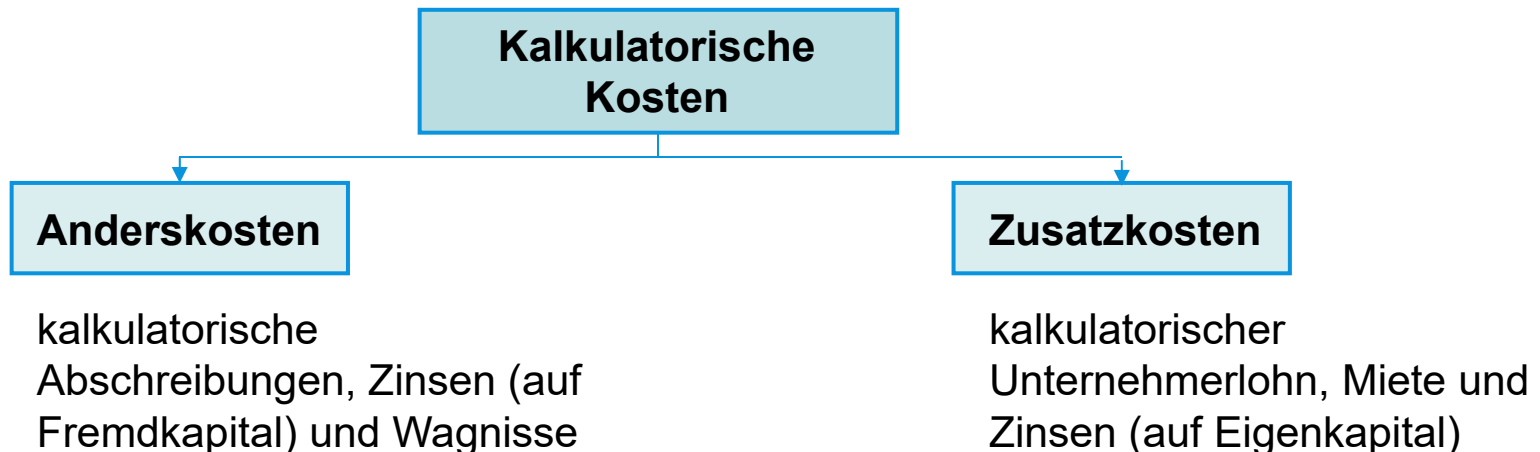 Kalkulatorische
Kosten
Anderskosten
Zusatzkosten
kalkulatorische
Abschreibungen, Zinsen (auf
Fremdkapital) und Wagnisse
kalkulatorischer
Unternehmerlohn, Miete und
Zinsen (auf Eigenkapital)